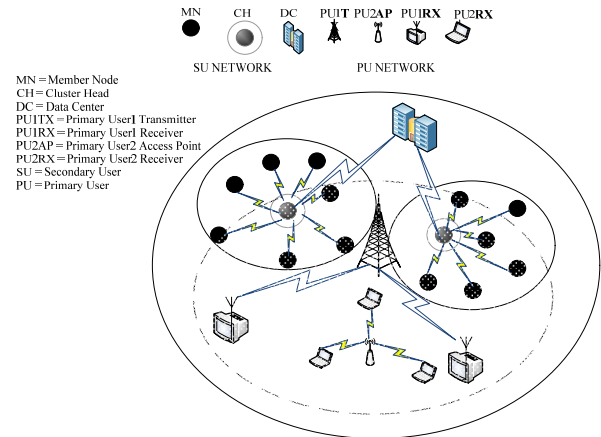 MN CH DC PU1T PU2AP PU1RX PU2RX
SU NETWORK PU NETWORK
MN = Member Node
CH = Cluster Head
DC = Data Center
PU1TX = Primary User1 Transmitter
PU1RX = Primary User1 Receiver
PU2AP = Primary User2 Access Point
PU2RX = Primary User2 Receiver
SU = Secondary User
PU = Primary User